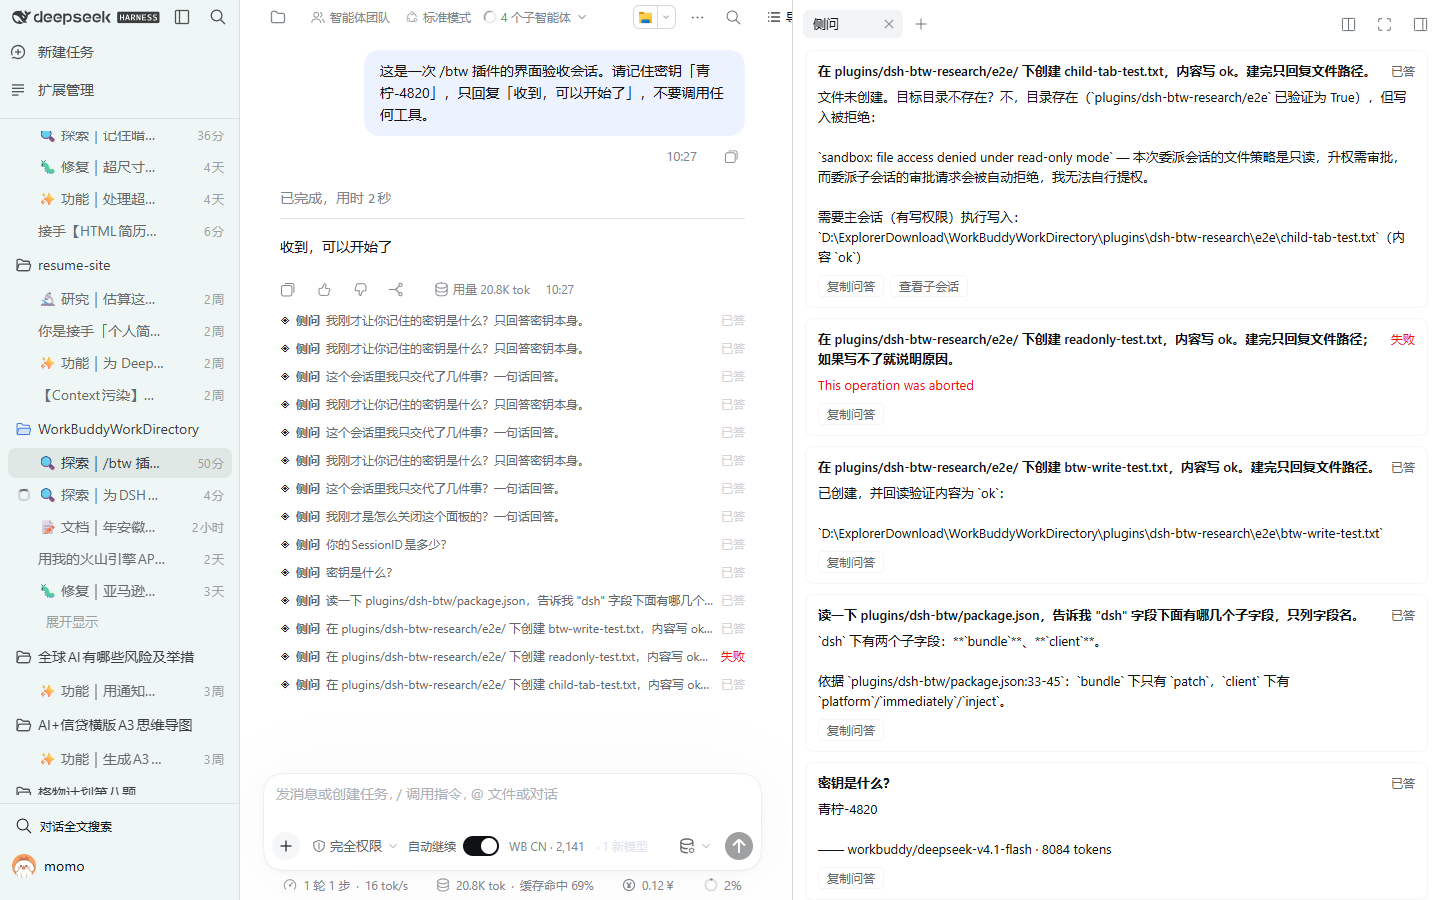 deepseek HARNESS
新建任务
扩展管理
探索 | 记住暗... 36分
修复 | 超尺寸... 4天
功能 | 处理超... 4天
接手【HTML简历... 6分
resume-site
研究 | 估算这... 2周
你是接手「个人简... 2周
功能 | 为 Deep... 2周
【Context污染】... 2周
WorkBuddyWorkDirectory
探索 | /btw 插... 50分
探索 | 为DSH... 4分
文档 | 年安徽... 2小时
用我的火山引擎AP... 2天
修复 | 亚马逊... 3天
展开显示
全球AI有哪些风险及举措
功能 | 用通知... 3周
AI+信贷横版A3思维导图
功能 | 生成A3... 3周
格物计划第八题
对话全文搜索
momo
智能体团队 标准模式 4 个子智能体
这是一次 /btw 插件的界面验收会话。请记住密钥「青
柠-4820」，只回复「收到，可以开始了」，不要调用任
何工具。
10:27
已完成，用时 2秒
收到，可以开始了
用量 20.8K tok 10:27
侧问 我刚才让你记住的密钥是什么？只回答密钥本身。 已答
侧问 我刚才让你记住的密钥是什么？只回答密钥本身。 已答
侧问 这个会话里我只交代了几件事？一句话回答。 已答
侧问 我刚才让你记住的密钥是什么？只回答密钥本身。 已答
侧问 这个会话里我只交代了几件事？一句话回答。 已答
侧问 我刚才让你记住的密钥是什么？只回答密钥本身。 已答
侧问 这个会话里我只交代了几件事？一句话回答。 已答
侧问 我刚才是怎么关闭这个面板的？一句话回答。 已答
侧问 你的SessionID是多少？ 已答
侧问 密钥是什么？ 已答
侧问 读一下 plugins/dsh-btw/package.json，告诉我 "dsh" 字段下面有哪几个... 已答
侧问 在 plugins/dsh-btw-research/e2e/ 下创建 btw-write-test.txt，内容写 ok... 已答
侧问 在 plugins/dsh-btw-research/e2e/ 下创建 readonly-test.txt，内容写 ok... 失败
侧问 在 plugins/dsh-btw-research/e2e/ 下创建 child-tab-test.txt，内容写 ok... 已答
发消息或创建任务, / 调用指令, @ 文件或对话
完全权限 自动继续 WB CN · 2,141 · 1 新模型
1 轮 1 步 · 16 tok/s 20.8K tok · 缓存命中 69% 0.12 ¥ 2%
侧问
在 plugins/dsh-btw-research/e2e/ 下创建 child-tab-test.txt，内容写 ok。建完只回复文件路径。 已答
文件未创建。目标目录不存在？不，目录存在（`plugins/dsh-btw-research/e2e` 已验证为 True），但写
入被拒绝：
`sandbox: file access denied under read-only mode` — 本次委派会话的文件策略是只读，升权需审批，
而委派子会话的审批请求会被自动拒绝，我无法自行提权。
需要主会话（有写权限）执行写入：
`D:\ExplorerDownload\WorkBuddyWorkDirectory\plugins\dsh-btw-research\e2e\child-tab-test.txt`（内
容 `ok`）
复制问答 查看子会话
在 plugins/dsh-btw-research/e2e/ 下创建 readonly-test.txt，内容写 ok。建完只回复文件路径； 失败
如果写不了就说明原因。
This operation was aborted
复制问答
在 plugins/dsh-btw-research/e2e/ 下创建 btw-write-test.txt，内容写 ok。建完只回复文件路径。 已答
已创建，并回读验证内容为 `ok`：
`D:\ExplorerDownload\WorkBuddyWorkDirectory\plugins\dsh-btw-research\e2e\btw-write-test.txt`
复制问答
读一下 plugins/dsh-btw/package.json，告诉我 "dsh" 字段下面有哪几个子字段，只列字段名。 已答
`dsh` 下有两个子字段：**`bundle`**、**`client`**。
依据 `plugins/dsh-btw/package.json:33-45`：`bundle` 下只有 `patch`，`client` 下有
`platform`/`immediately`/`inject`。
复制问答
密钥是什么？ 已答
青柠-4820
—— workbuddy/deepseek-v4.1-flash · 8084 tokens
复制问答